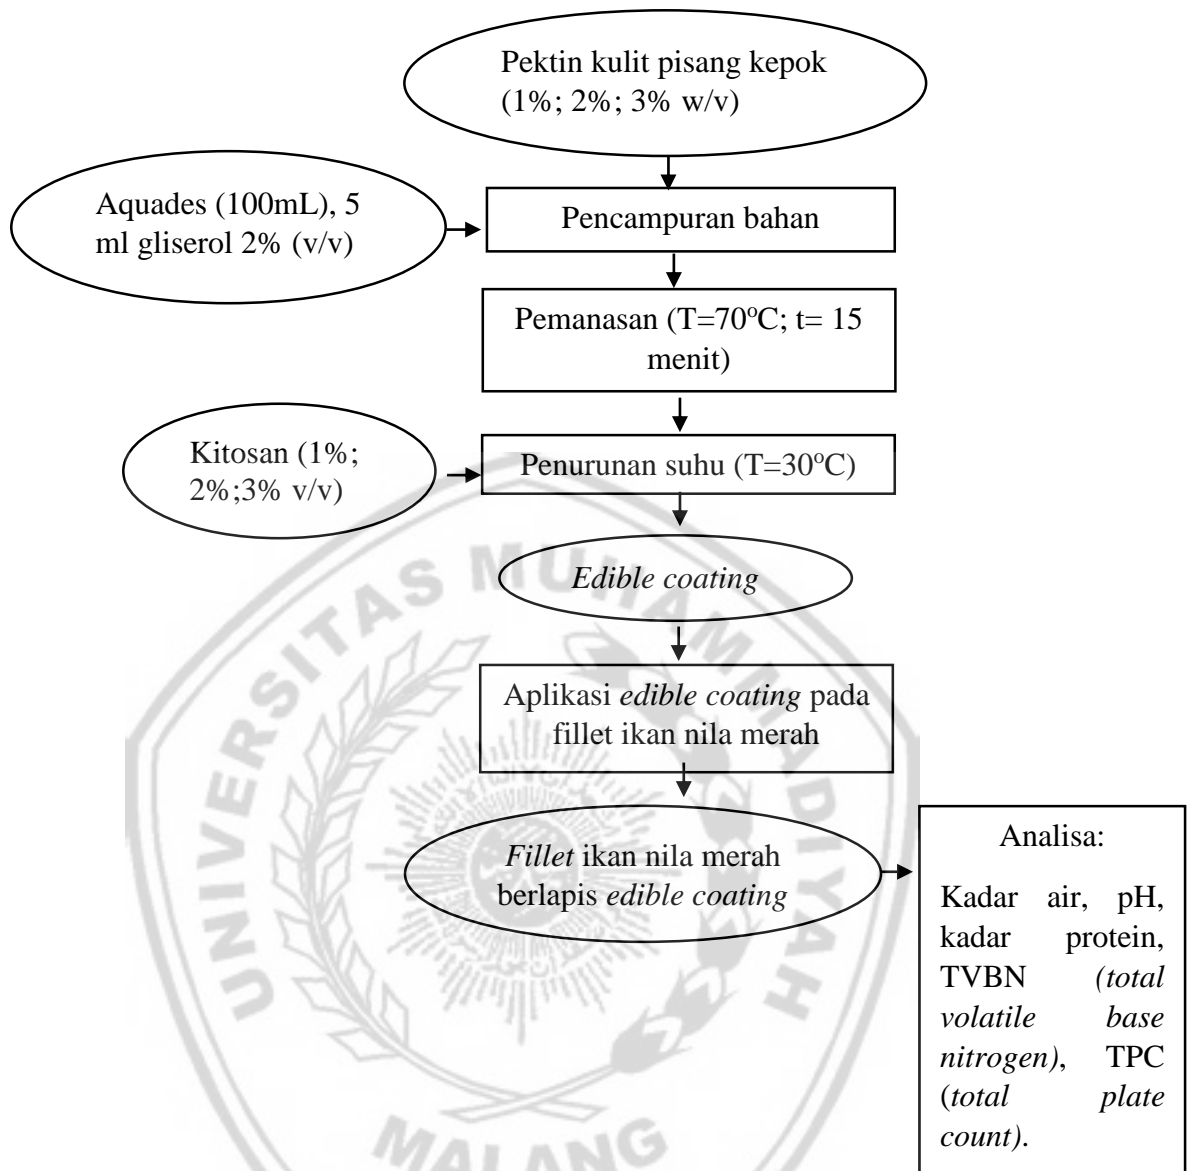 Pektin kulit pisang kepok
(1%; 2%; 3% w/v)
Aquades (100mL), 5
ml gliserol 2% (v/v)
Pencampuran bahan
Pemanasan (T=70°C; t= 15
menit)
Kitosan (1%;
2%;3% v/v)
Penurunan suhu (T=30°C)
Edible coating
Aplikasi edible coating pada
fillet ikan nila merah
Fillet ikan nila merah
berlapis edible coating
Analisa:
Kadar air, pH,
kadar protein,
TVBN (total
volatile base
nitrogen), TPC
(total plate
count).
UNIVERSITAS MUHAMMADIYAH
MALANG